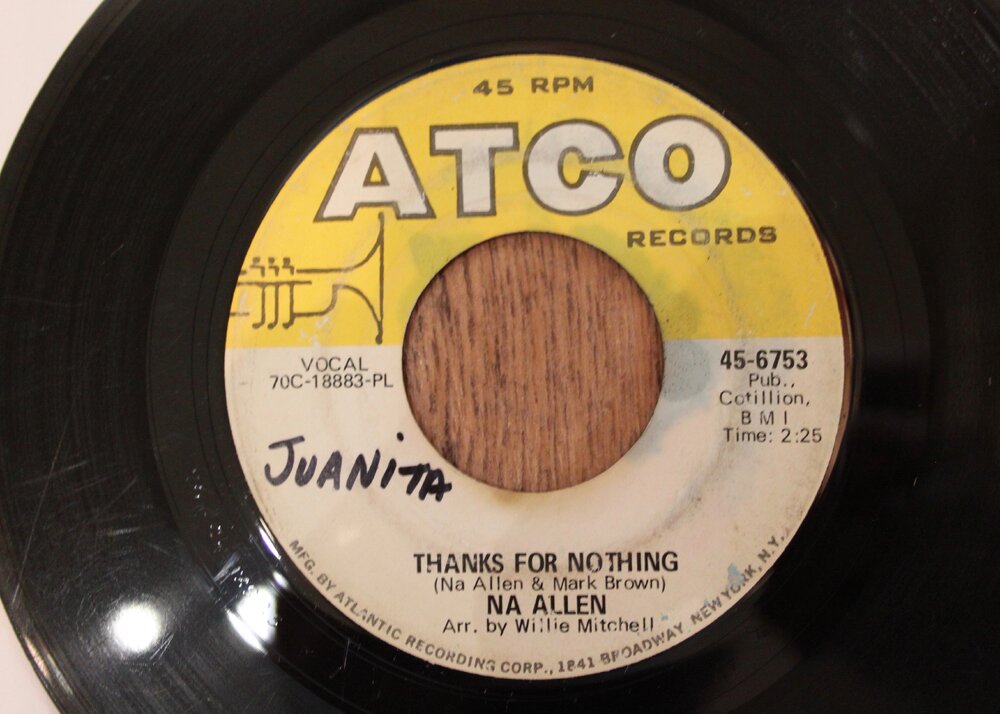 45 RPM
ATCO
RECORDS
VOCAL
70C-18883-PL
45-6753
Pub.,
Cotillion,
B M I
Time: 2:25
JUANiTA
THANKS FOR NOTHING
(Na Allen & Mark Brown)
NA ALLEN
Arr. by Willie Mitchell
MFG. BY ATLANTIC RECORDING CORP., 1841 BROADWAY, NEW YORK, N.Y.